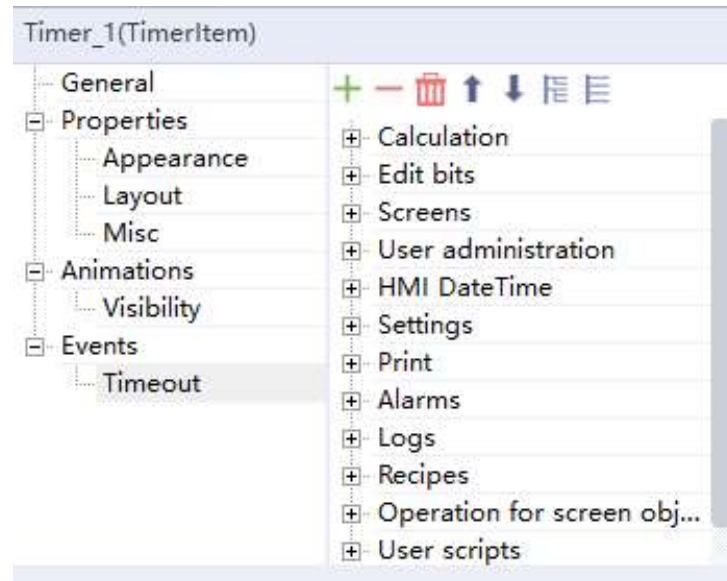 Timer_1(TimerItem)
General
Properties
Appearance
Layout
Misc
Animations
Visibility
Events
Timeout
Calculation
Edit bits
Screens
User administration
HMI DateTime
Settings
Print
Alarms
Logs
Recipes
Operation for screen obj...
User scripts